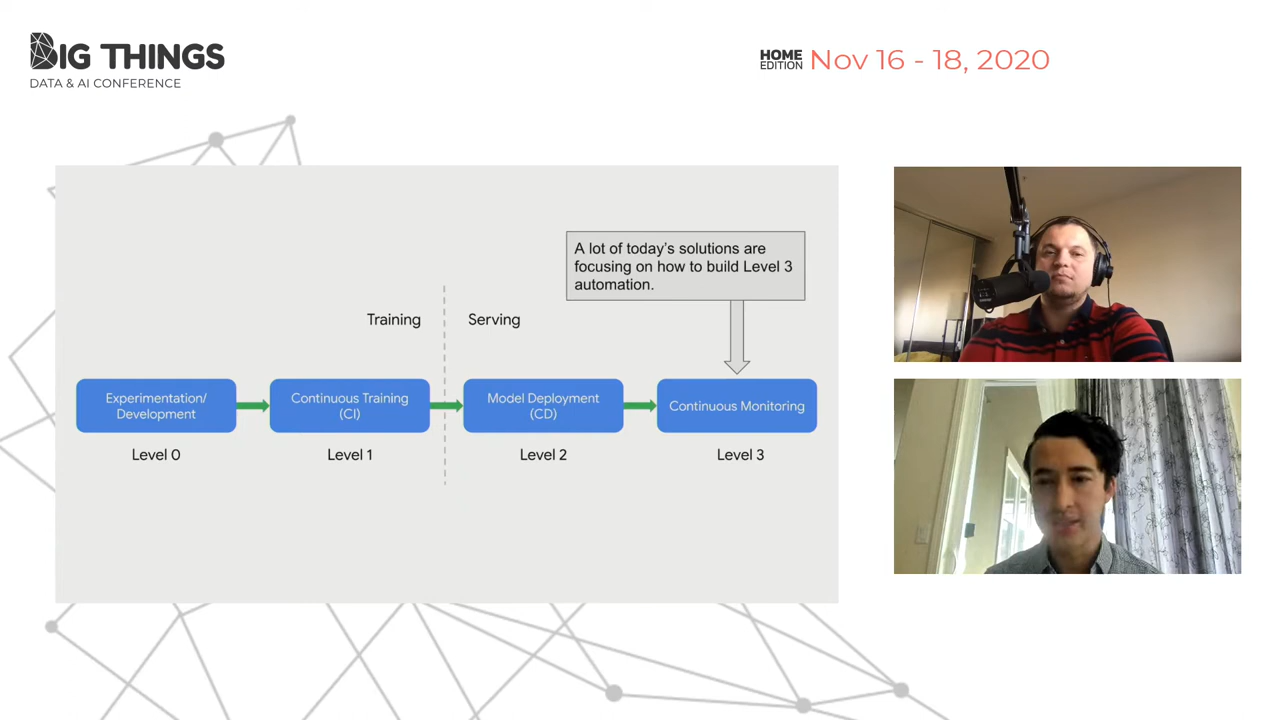 BIG THINGS
DATA & AI CONFERENCE
HOME
EDITION
Nov 16 - 18, 2020
A lot of today's solutions are
focusing on how to build Level 3
automation.
Training
Serving
Experimentation/
Development
Continuous Training
(CI)
Model Deployment
(CD)
Continuous Monitoring
Level 0
Level 1
Level 2
Level 3